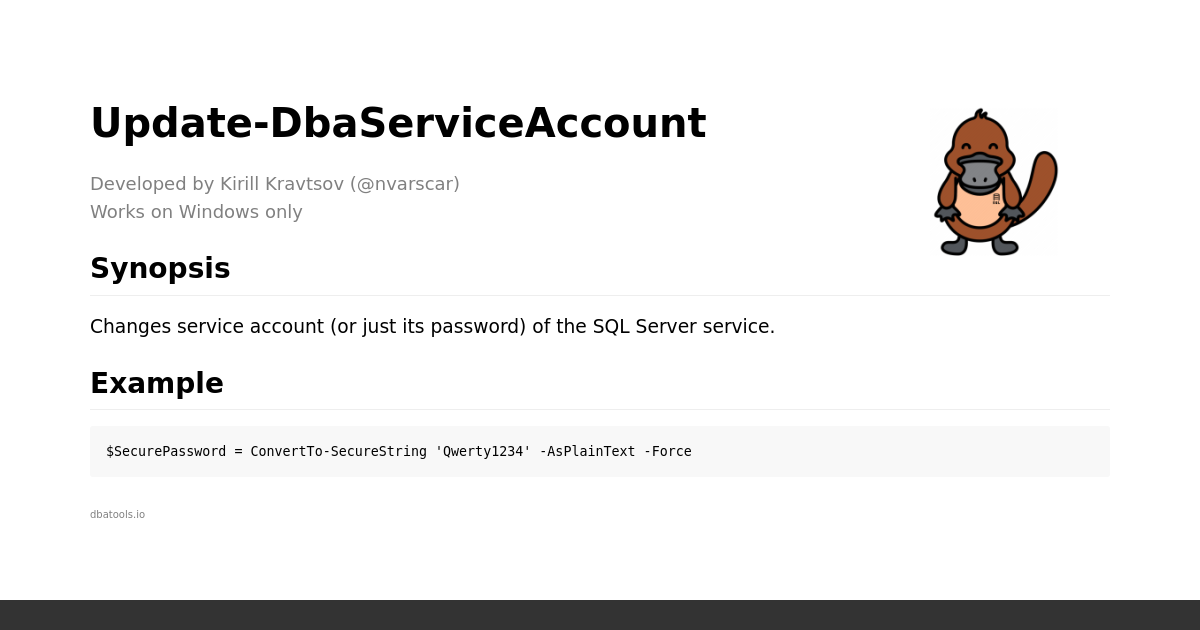 Update-DbaServiceAccount
Developed by Kirill Kravtsov (@nvarscar)
Works on Windows only
Synopsis
Changes service account (or just its password) of the SQL Server service.
Example
$SecurePassword = ConvertTo-SecureString 'Qwerty1234' -AsPlainText -Force
dbatools.io